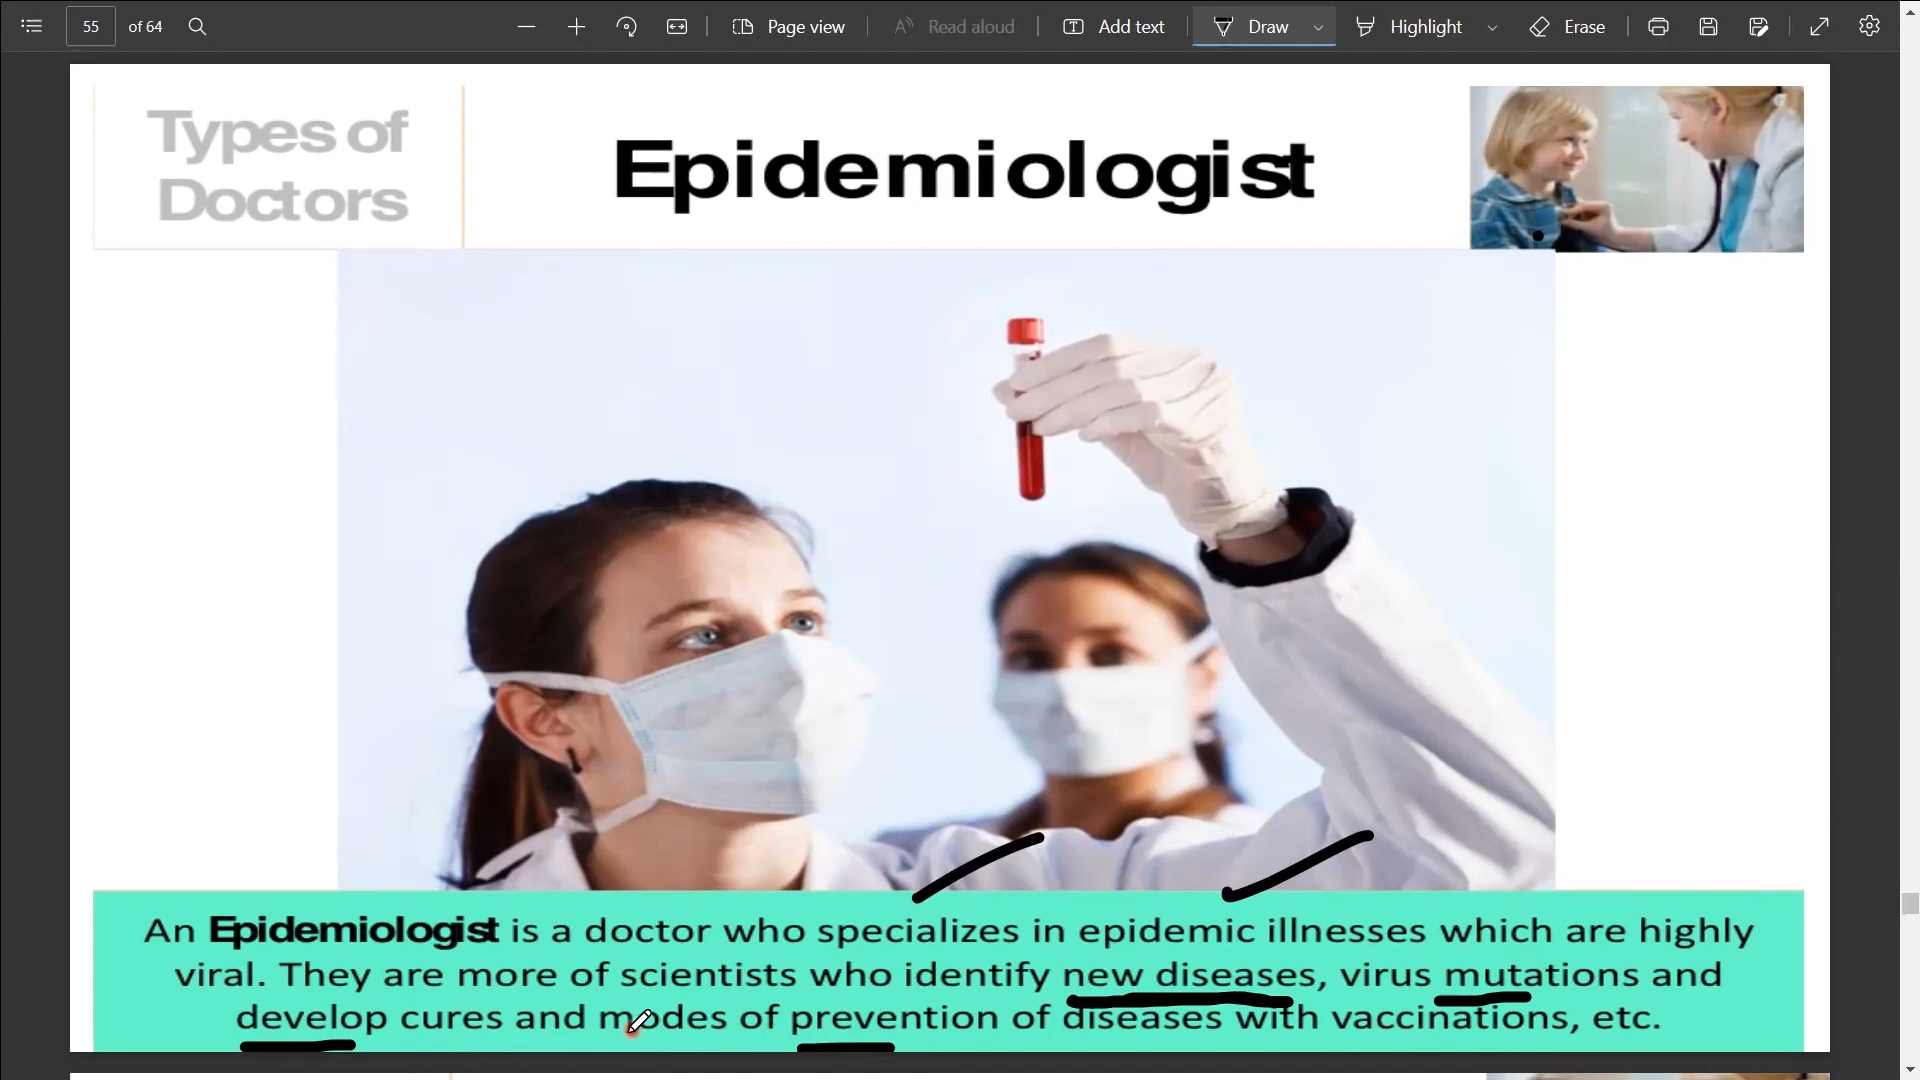 55 of 64 Page view Read aloud Add text Draw Highlight Erase
Types of
Doctors
Epidemiologist
An Epidemiologist is a doctor who specializes in epidemic illnesses which are highly
viral. They are more of scientists who identify new diseases, virus mutations and
develop cures and modes of prevention of diseases with vaccinations, etc.